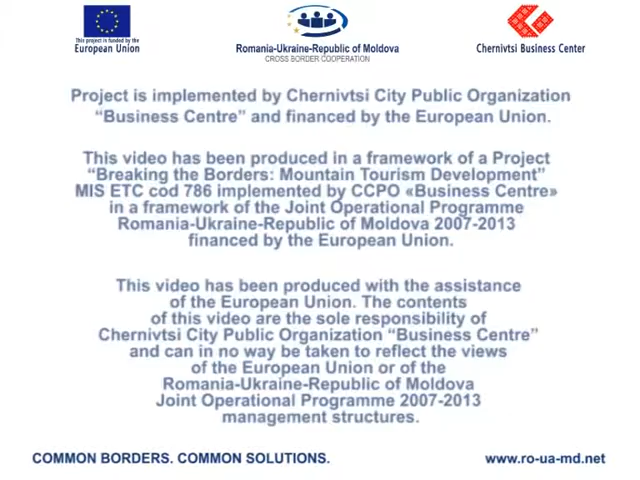 This project is funded by the
European Union
Romania-Ukraine-Republic of Moldova
CROSS BORDER COOPERATION
Chernivtsi Business Center
Project is implemented by Chernivtsi City Public Organization
“Business Centre” and financed by the European Union.
This video has been produced in a framework of a Project
“Breaking the Borders: Mountain Tourism Development”
MIS ETC cod 786 implemented by CCPO «Business Centre»
in a framework of the Joint Operational Programme
Romania-Ukraine-Republic of Moldova 2007-2013
financed by the European Union.
This video has been produced with the assistance
of the European Union. The contents
of this video are the sole responsibility of
Chernivtsi City Public Organization “Business Centre”
and can in no way be taken to reflect the views
of the European Union or of the
Romania-Ukraine-Republic of Moldova
Joint Operational Programme 2007-2013
management structures.
COMMON BORDERS. COMMON SOLUTIONS.
www.ro-ua-md.net